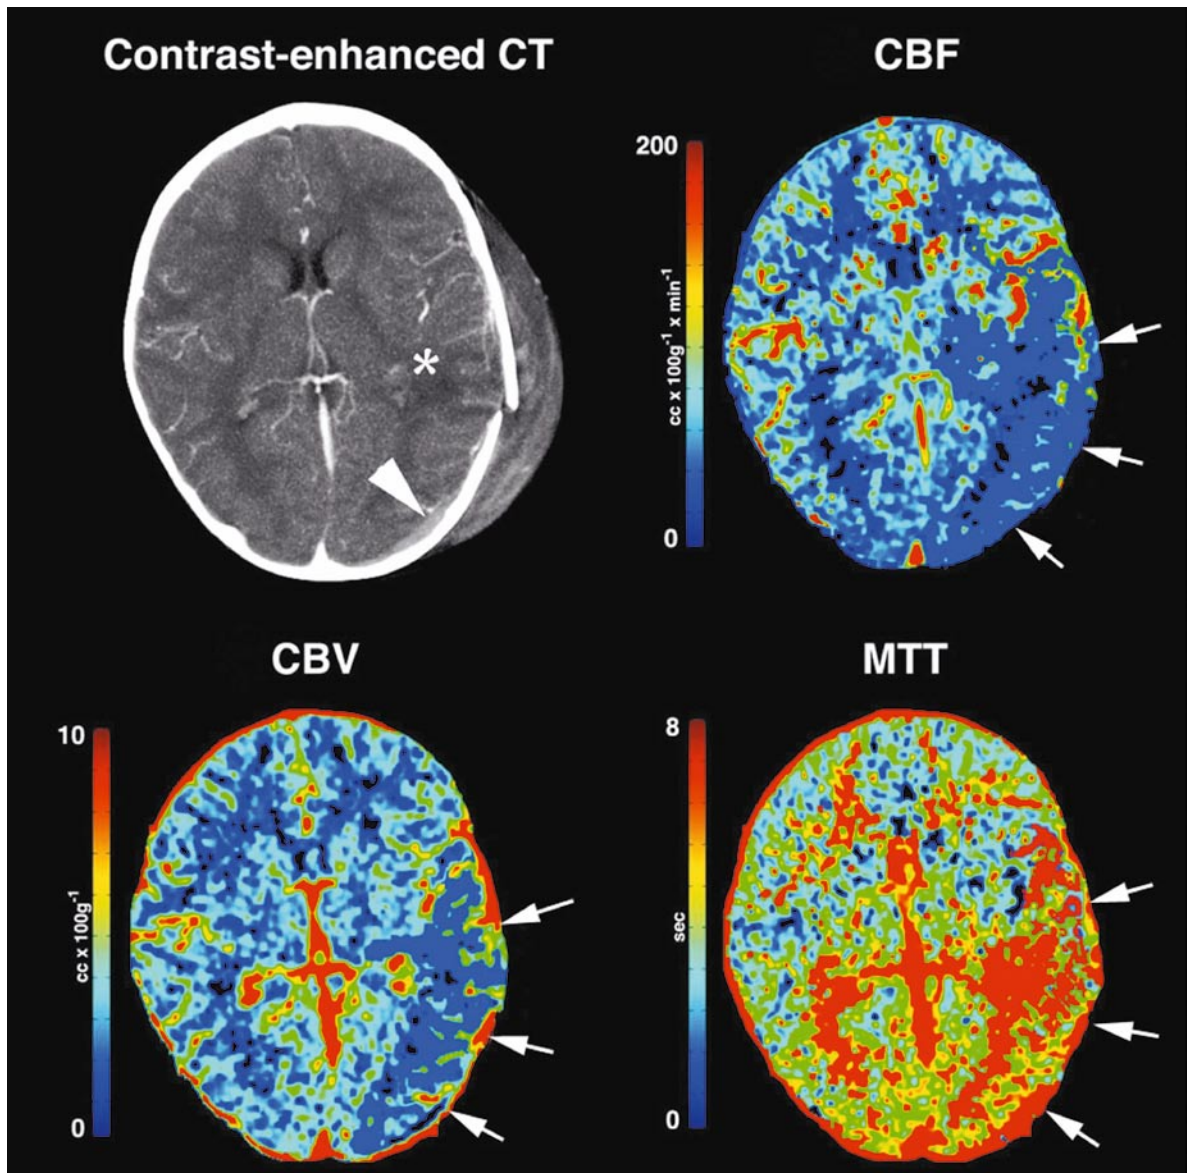 Contrast-enhanced CT
CBF
200
cc x 100g⁻¹ x min⁻¹
0
*
CBV
MTT
10
cc x 100g⁻¹
0
8
sec
0